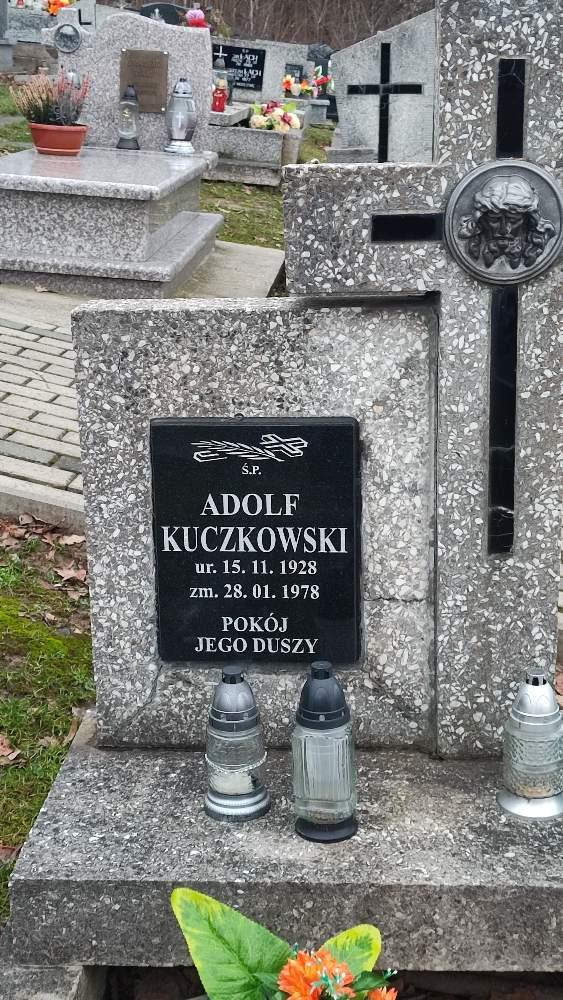 Ś.P.
ADOLF
KUCZKOWSKI
ur. 15. 11. 1928
zm. 28. 01. 1978
POKÓJ
JEGO DUSZY